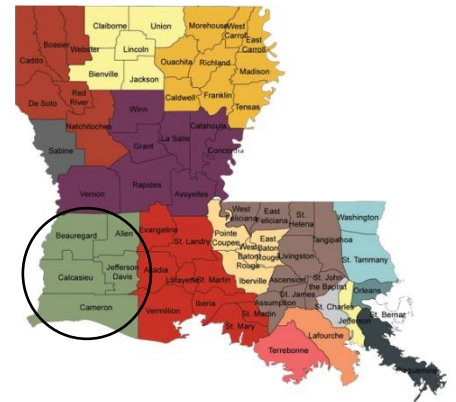 Claiborne
Union
Morehouse
West
Carroll
East
Carroll
Bossier
Webster
Lincoln
Caddo
Ouachita
Richland
Madison
Bienville
Jackson
De Soto
Red
River
Caldwell
Franklin
Tensas
Winn
Natchitoches
Catahoula
La Salle
Sabine
Grant
Concordia
Vernon
Rapides
Avoyelles
West
Feliciana
East
Feliciana
St.
Helena
Washington
Beauregard
Allen
Evangeline
St. Landry
Pointe
Coupee
West
Baton
Rouge
East
Baton
Rouge
Tangipahoa
Livingston
St. Tammany
Calcasieu
Jefferson
Davis
Acadia
Lafayette
St. Martin
Iberville
Ascension
St. John
the Baptist
Orleans
Cameron
Vermilion
Iberia
St. Martin
Assumption
St. James
St. Charles
Jefferson
St. Bernar
St. Mary
Lafourche
Terrebonne
Plaquemines